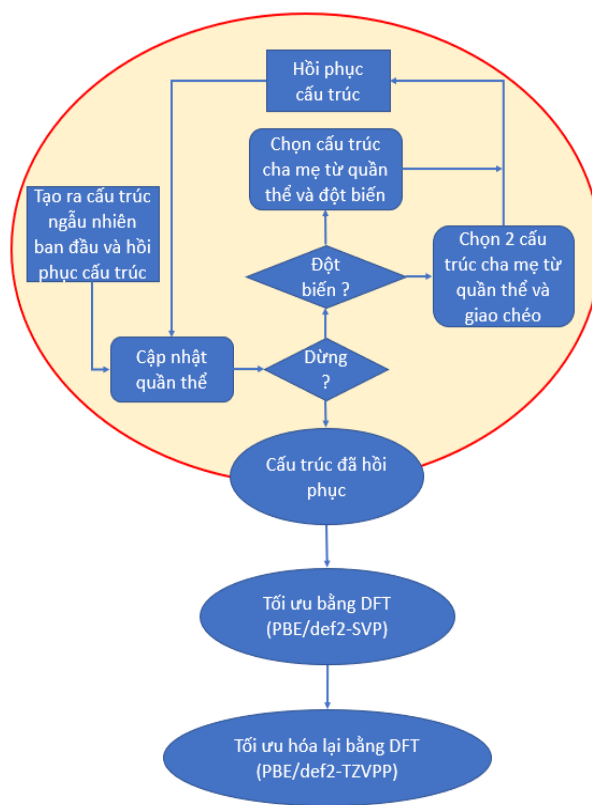 Hồi phục
cấu trúc
Chọn cấu trúc
cha mẹ từ quần
thể và đột biến
Tạo ra cấu trúc
ngẫu nhiên
ban đầu và hồi
phục cấu trúc
Đột
biến ?
Chọn 2 cấu
trúc cha mẹ từ
quần thể và
giao chéo
Cập nhật
quần thể
Dừng
?
Cấu trúc đã hồi
phục
Tối ưu bằng DFT
(PBE/def2-SVP)
Tối ưu hóa lại bằng DFT
(PBE/def2-TZVPP)